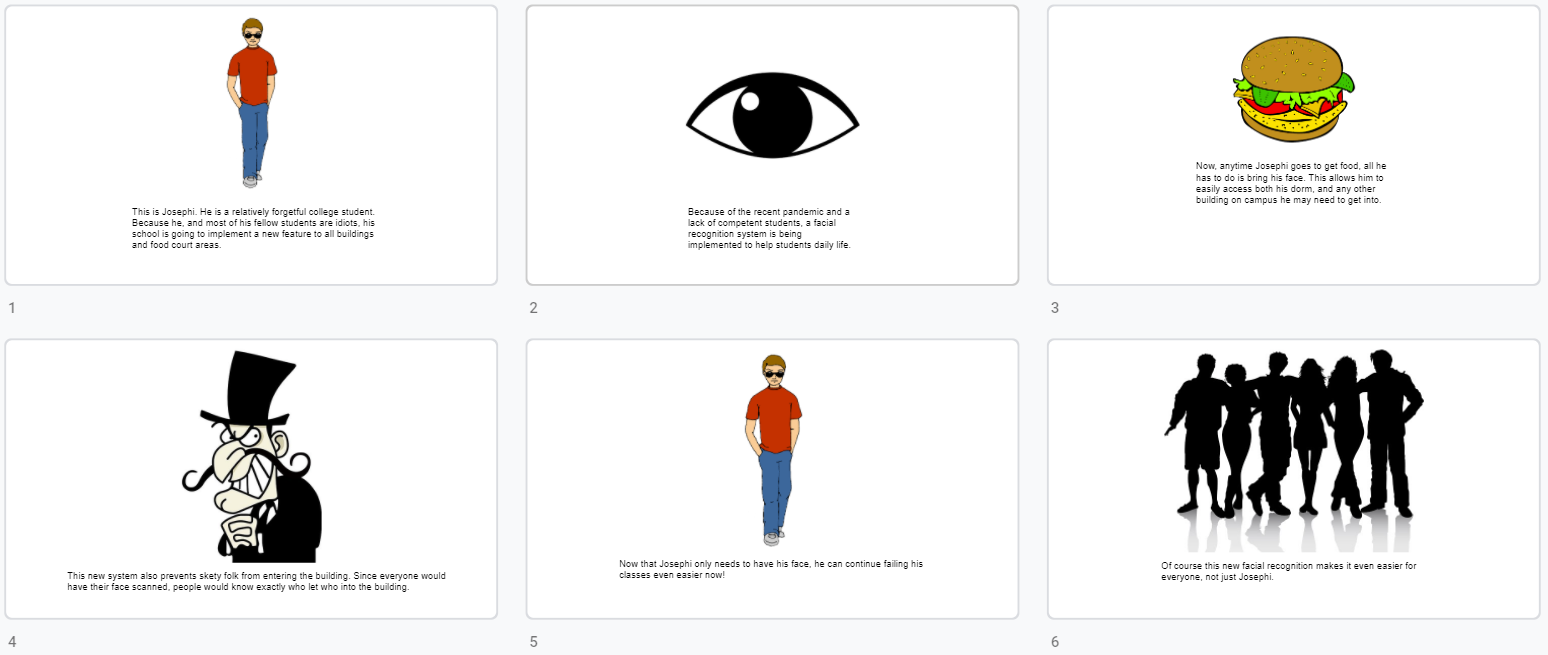 This is Josephi. He is a relatively forgetful college student.
Because he, and most of his fellow students are idiots, his
school is going to implement a new feature to all buildings
and food court areas.
1
Because of the recent pandemic and a
lack of competent students, a facial
recognition system is being
implemented to help students daily life.
2
Now, anytime Josephi goes to get food, all he
has to do is bring his face. This allows him to
easily access both his dorm, and any other
building on campus he may need to get into.
3
This new system also prevents skety folk from entering the building. Since everyone would
have their face scanned, people would know exactly who let who into the building.
4
Now that Josephi only needs to have his face, he can continue failing his
classes even easier now!
5
Of course this new facial recognition makes it even easier for
everyone, not just Josephi.
6